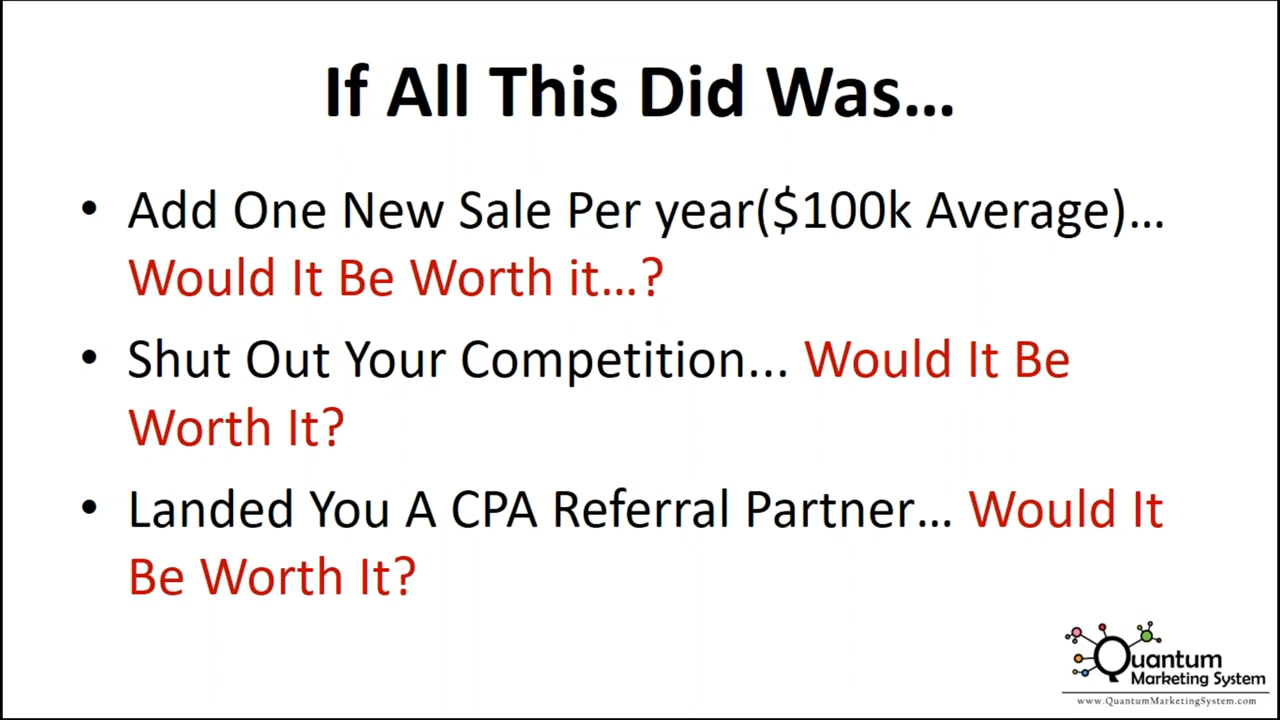 If All This Did Was...
• Add One New Sale Per year($100k Average)...
Would It Be Worth it...?
• Shut Out Your Competition... Would It Be
Worth It?
• Landed You A CPA Referral Partner... Would It
Be Worth It?
Quantum
Marketing System
www.QuantumMarketingSystem.com